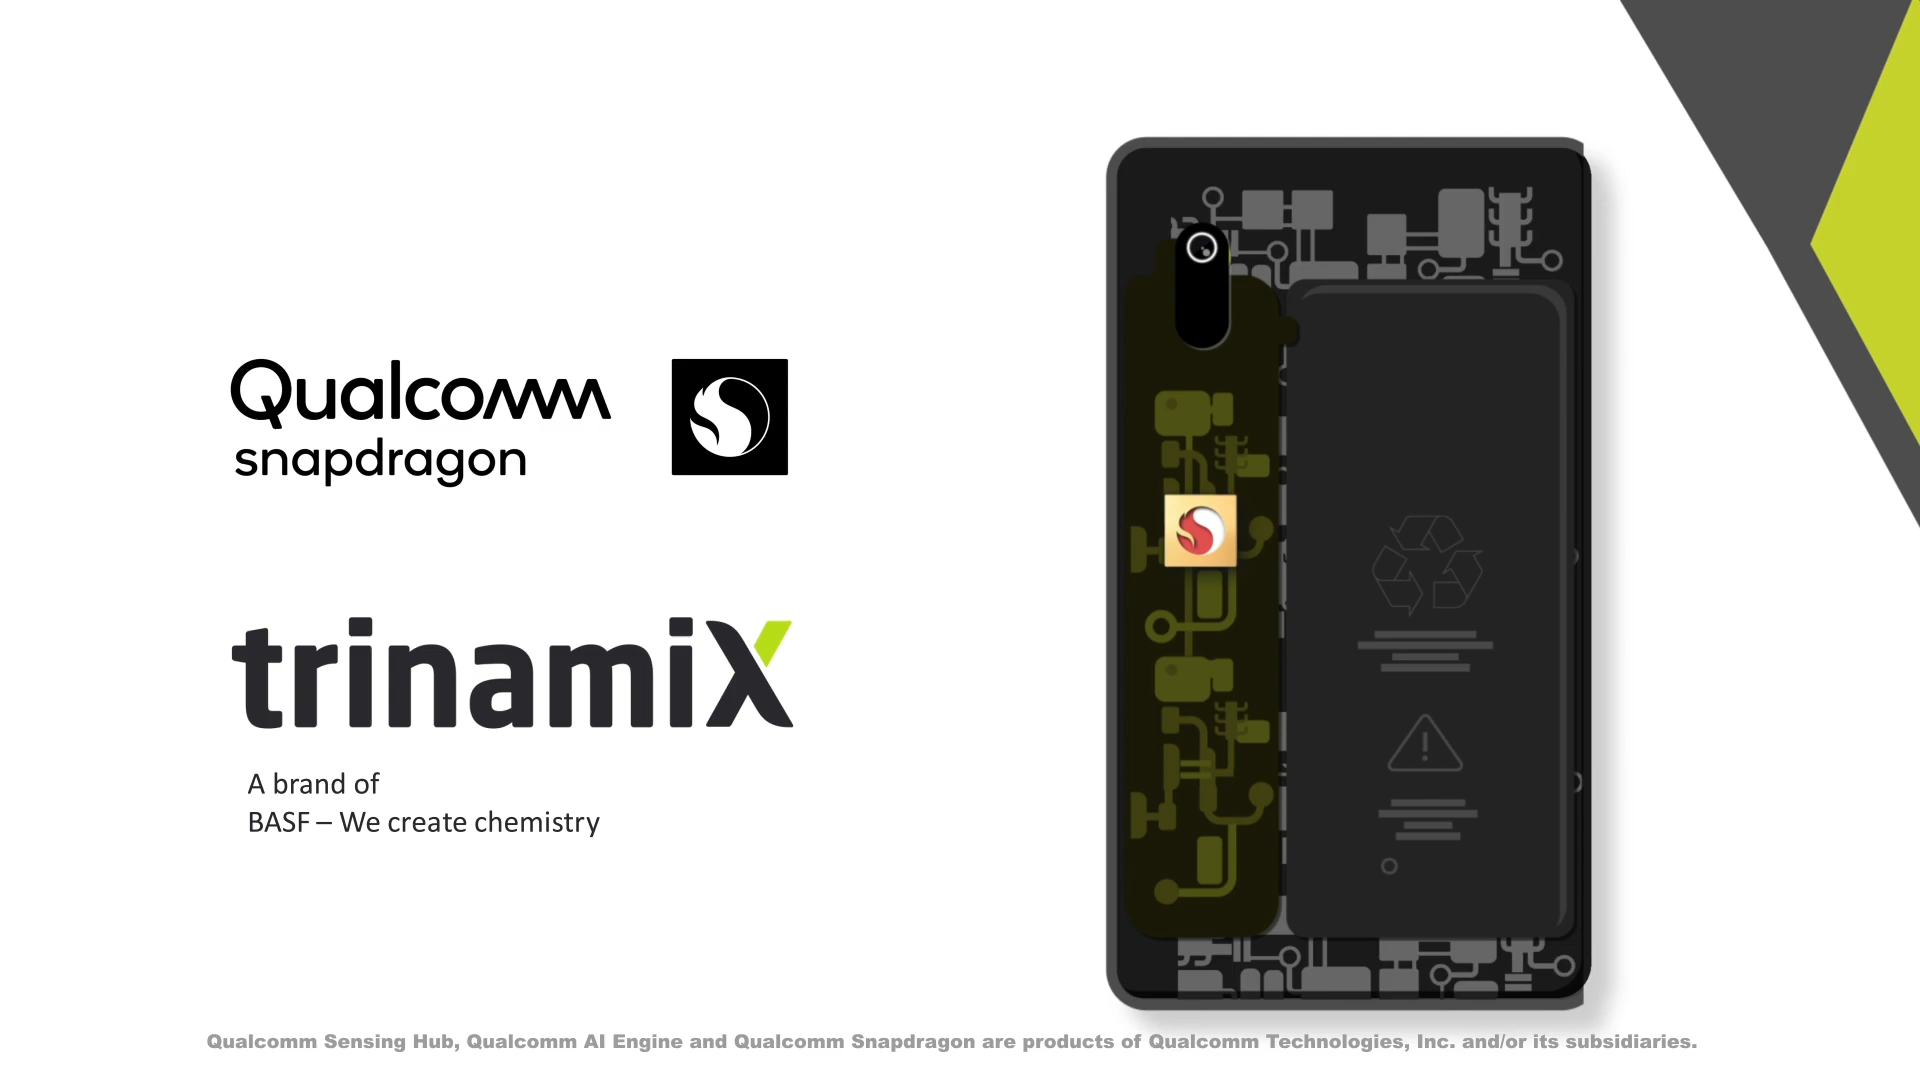 Qualcomm
snapdragon
trinamiX
A brand of
BASF – We create chemistry
Qualcomm Sensing Hub, Qualcomm AI Engine and Qualcomm Snapdragon are products of Qualcomm Technologies, Inc. and/or its subsidiaries.